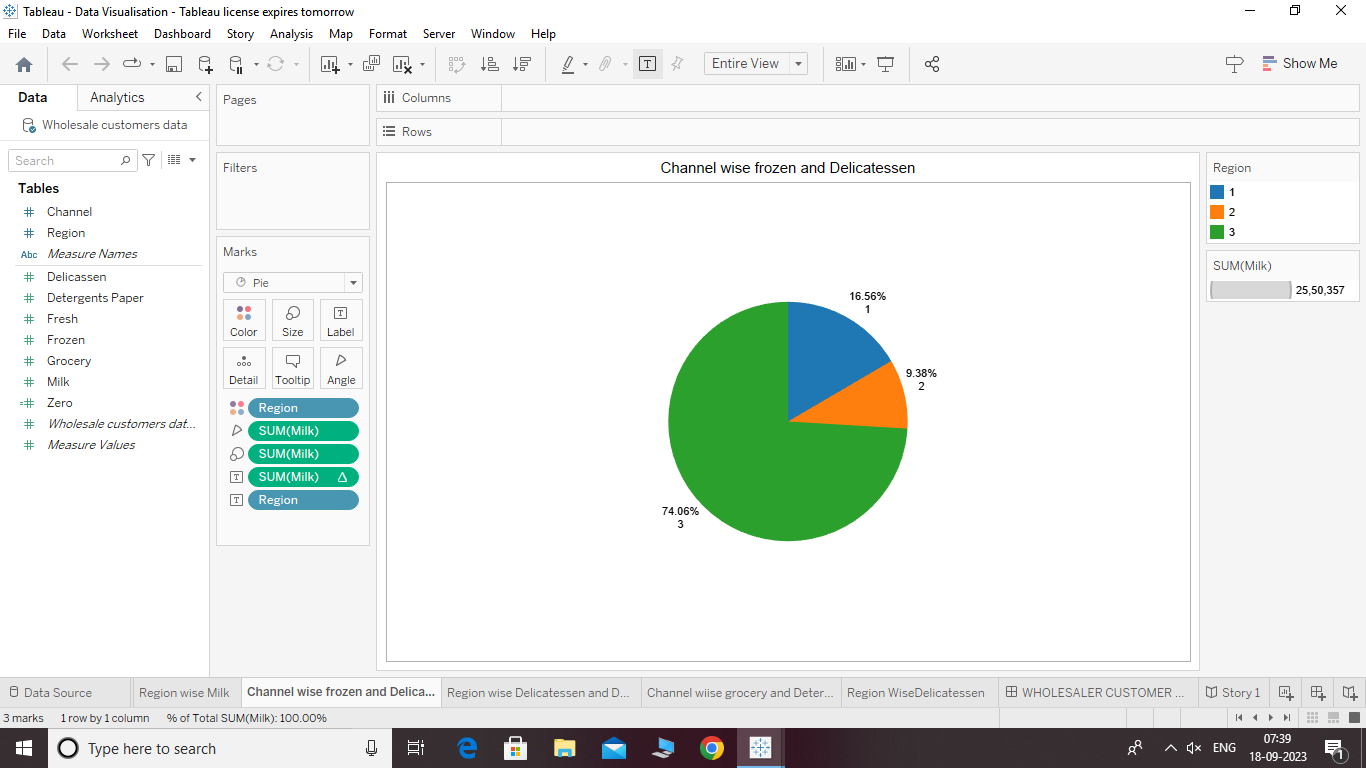 Tableau - Data Visualisation - Tableau license expires tomorrow
File Data Worksheet Dashboard Story Analysis Map Format Server Window Help
Entire View
Show Me
Data Analytics
Wholesale customers data
Search
Tables
Channel
Region
Abc Measure Names
Delicassen
Detergents Paper
Fresh
Frozen
Grocery
Milk
Zero
Wholesale customers dat...
Measure Values
Pages
Filters
Marks
Pie
Color Size Label
Detail Tooltip Angle
Region
SUM(Milk)
SUM(Milk)
SUM(Milk) Δ
Region
Columns
Rows
Channel wise frozen and Delicatessen
16.56%
1
9.38%
2
74.06%
3
Region
1
2
3
SUM(Milk)
25,50,357
Data Source Region wise Milk Channel wise frozen and Delica... Region wise Delicatessen and D... Channel wiise grocery and Deter... Region WiseDelicatessen WHOLESALER CUSTOMER ... Story 1
3 marks 1 row by 1 column % of Total SUM(Milk): 100.00%
Type here to search
ENG
07:39
18-09-2023
1